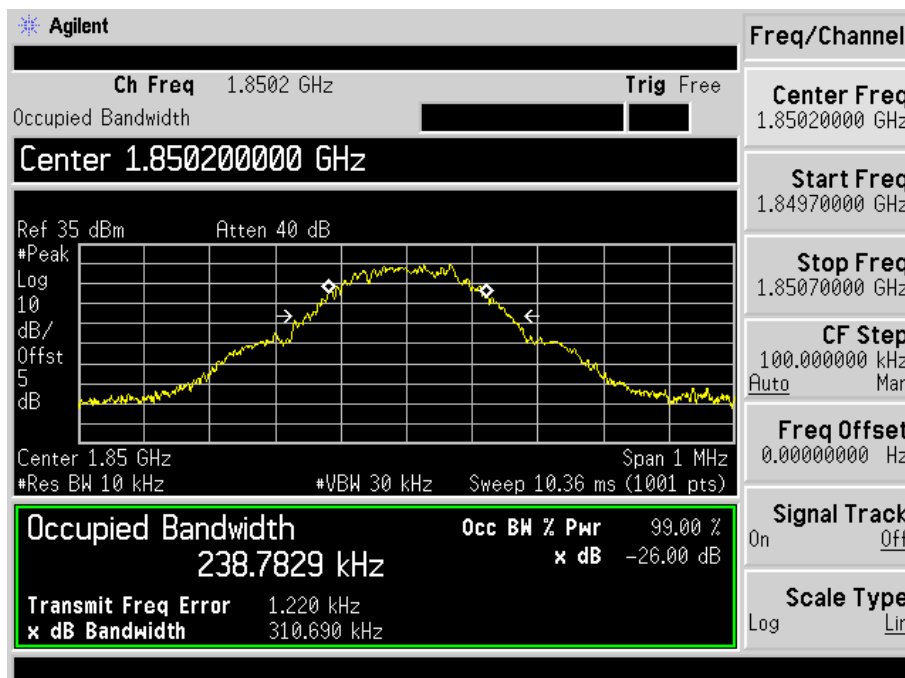 Agilent
Freq/Channel
Ch Freq 1.8502 GHz Trig Free
Occupied Bandwidth
Center 1.850200000 GHz
Ref 35 dBm Atten 40 dB
#Peak
Log
10
dB/
Offst
5
dB
Center 1.85 GHz Span 1 MHz
#Res BW 10 kHz #VBW 30 kHz Sweep 10.36 ms (1001 pts)
Occupied Bandwidth
238.7829 kHz
Occ BW % Pwr 99.00 %
x dB -26.00 dB
Transmit Freq Error 1.220 kHz
x dB Bandwidth 310.690 kHz
Center Freq
1.85020000 GHz
Start Freq
1.84970000 GHz
Stop Freq
1.85070000 GHz
CF Step
100.000000 kHz
Auto Man
Freq Offset
0.00000000 Hz
Signal Track
On Off
Scale Type
Log Lin